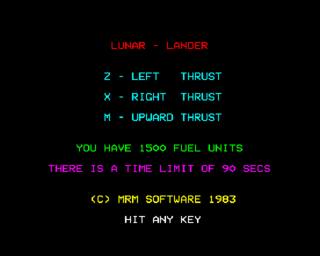 LUNAR - LANDER
Z - LEFT THRUST
X - RIGHT THRUST
M - UPWARD THRUST
YOU HAVE 1500 FUEL UNITS
THERE IS A TIME LIMIT OF 90 SECS
(C) MRM SOFTWARE 1983
HIT ANY KEY